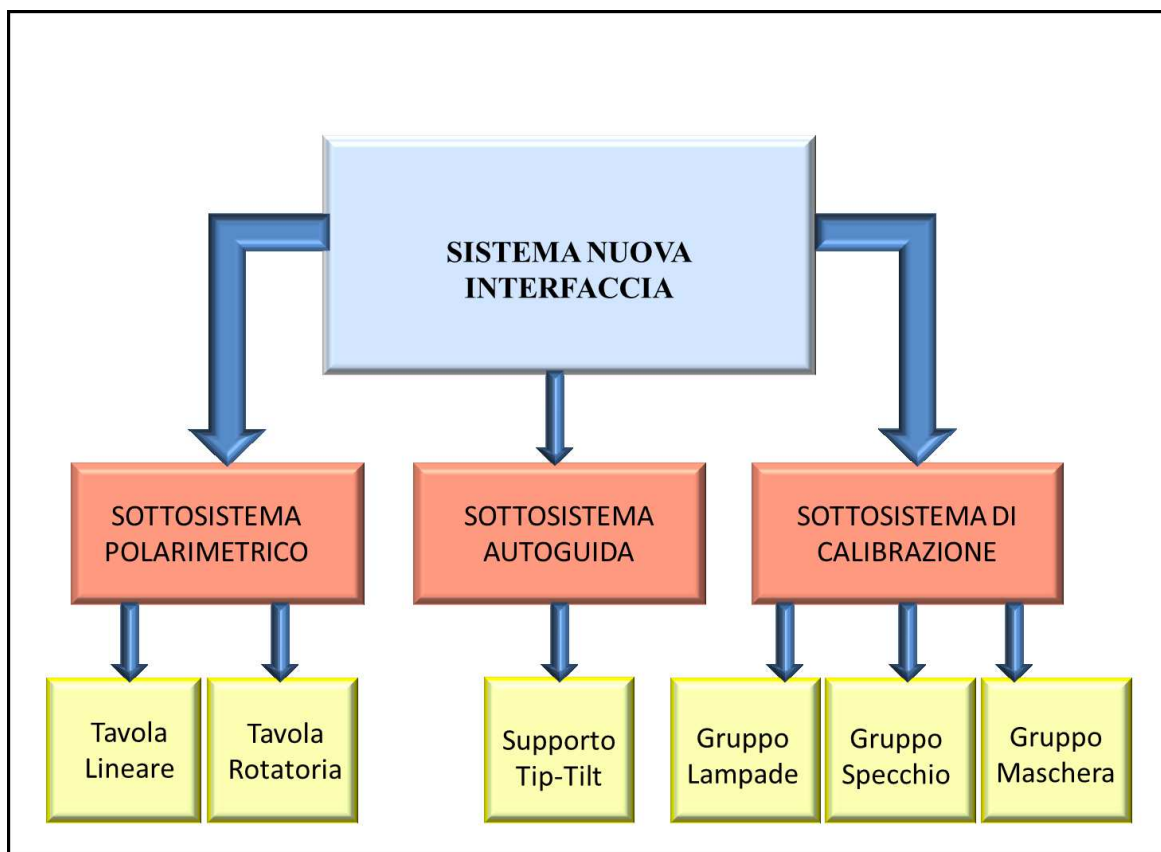 SISTEMA NUOVA
INTERFACCIA
SOTTOSISTEMA
POLARIMETRICO
SOTTOSISTEMA
AUTOGUIDA
SOTTOSISTEMA DI
CALIBRAZIONE
Tavola
Lineare
Tavola
Rotatoria
Supporto
Tip-Tilt
Gruppo
Lampade
Gruppo
Specchio
Gruppo
Maschera